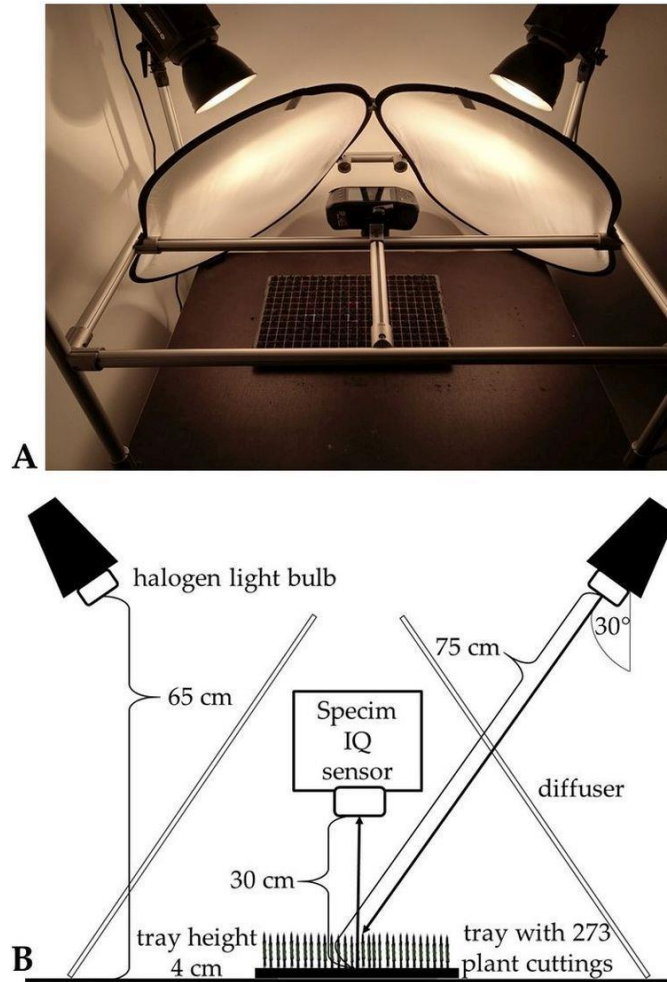 A
halogen light bulb
75 cm
30°
65 cm
Specim
IQ
sensor
diffuser
30 cm
tray height
4 cm
tray with 273
plant cuttings
B